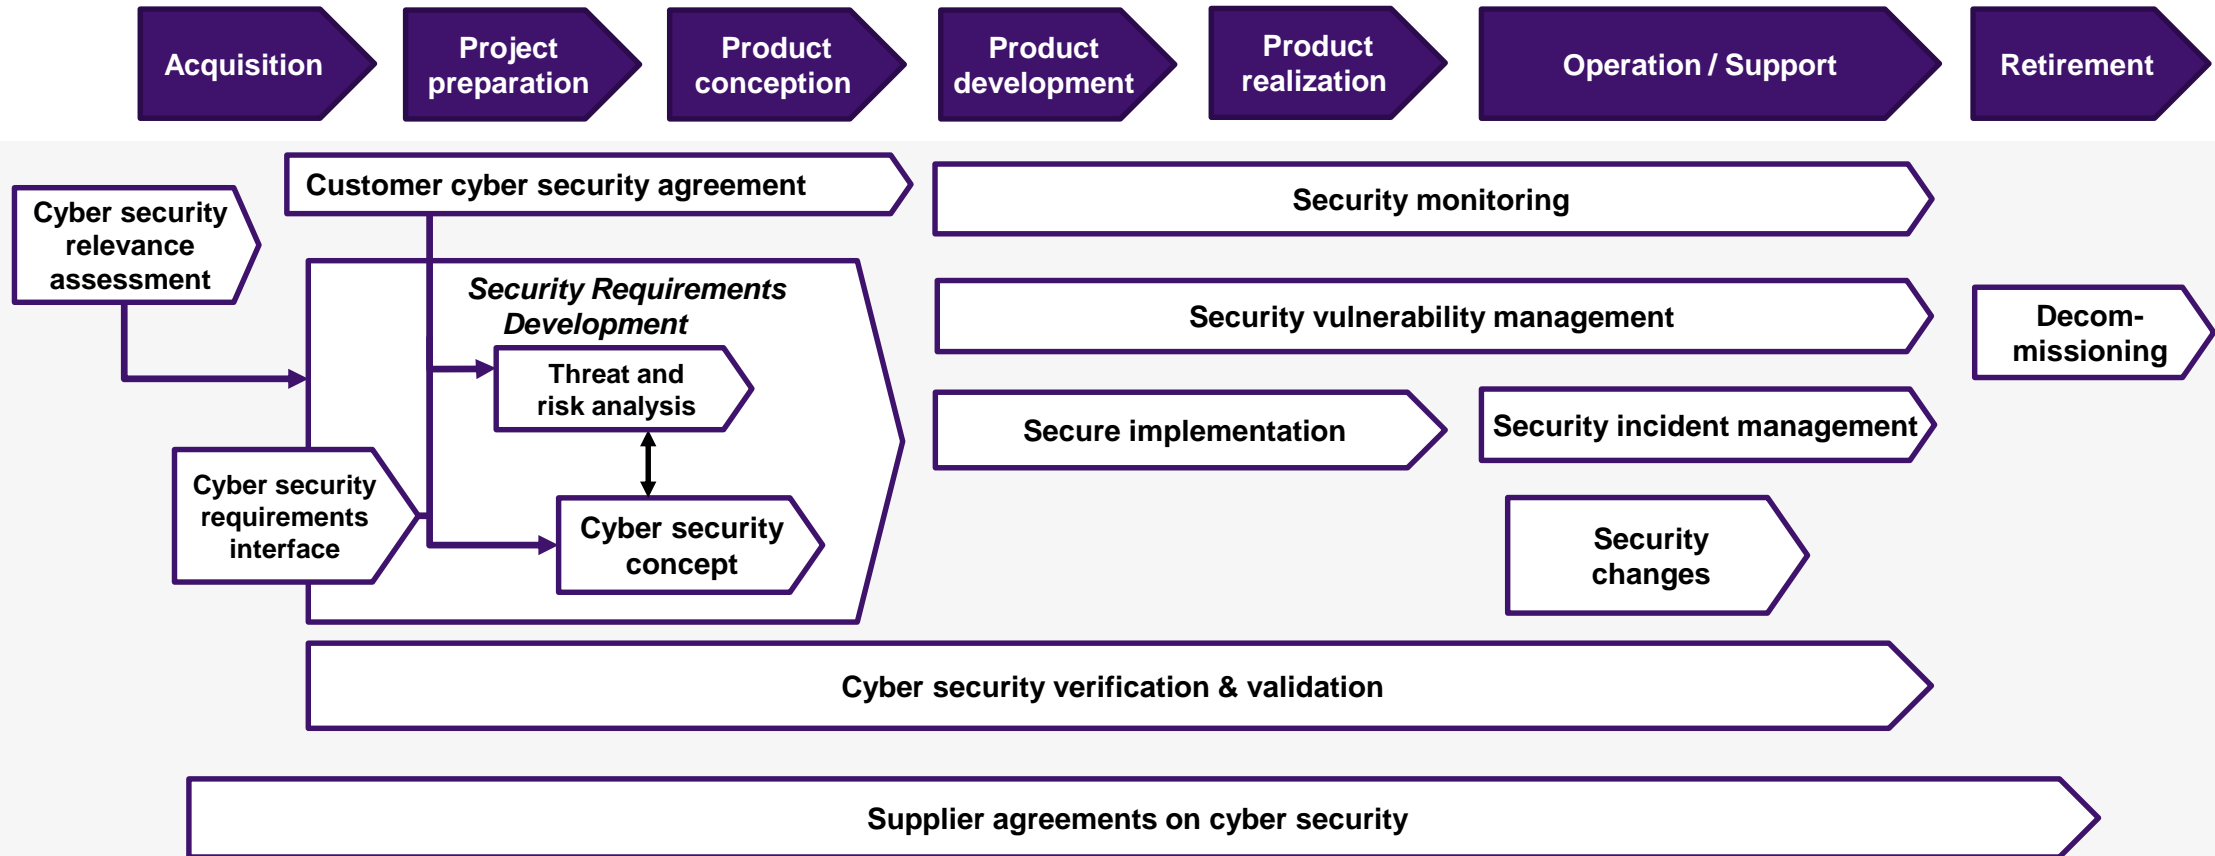 Acquisition
Project
preparation
Product
conception
Product
development
Product
realization
Operation / Support
Retirement
Customer cyber security agreement
Security monitoring
Cyber security
relevance
assessment
Security Requirements
Development
Security vulnerability management
Decom-
missioning
Threat and
risk analysis
Secure implementation
Security incident management
Cyber security
requirements
interface
Cyber security
concept
Security
changes
Cyber security verification & validation
Supplier agreements on cyber security